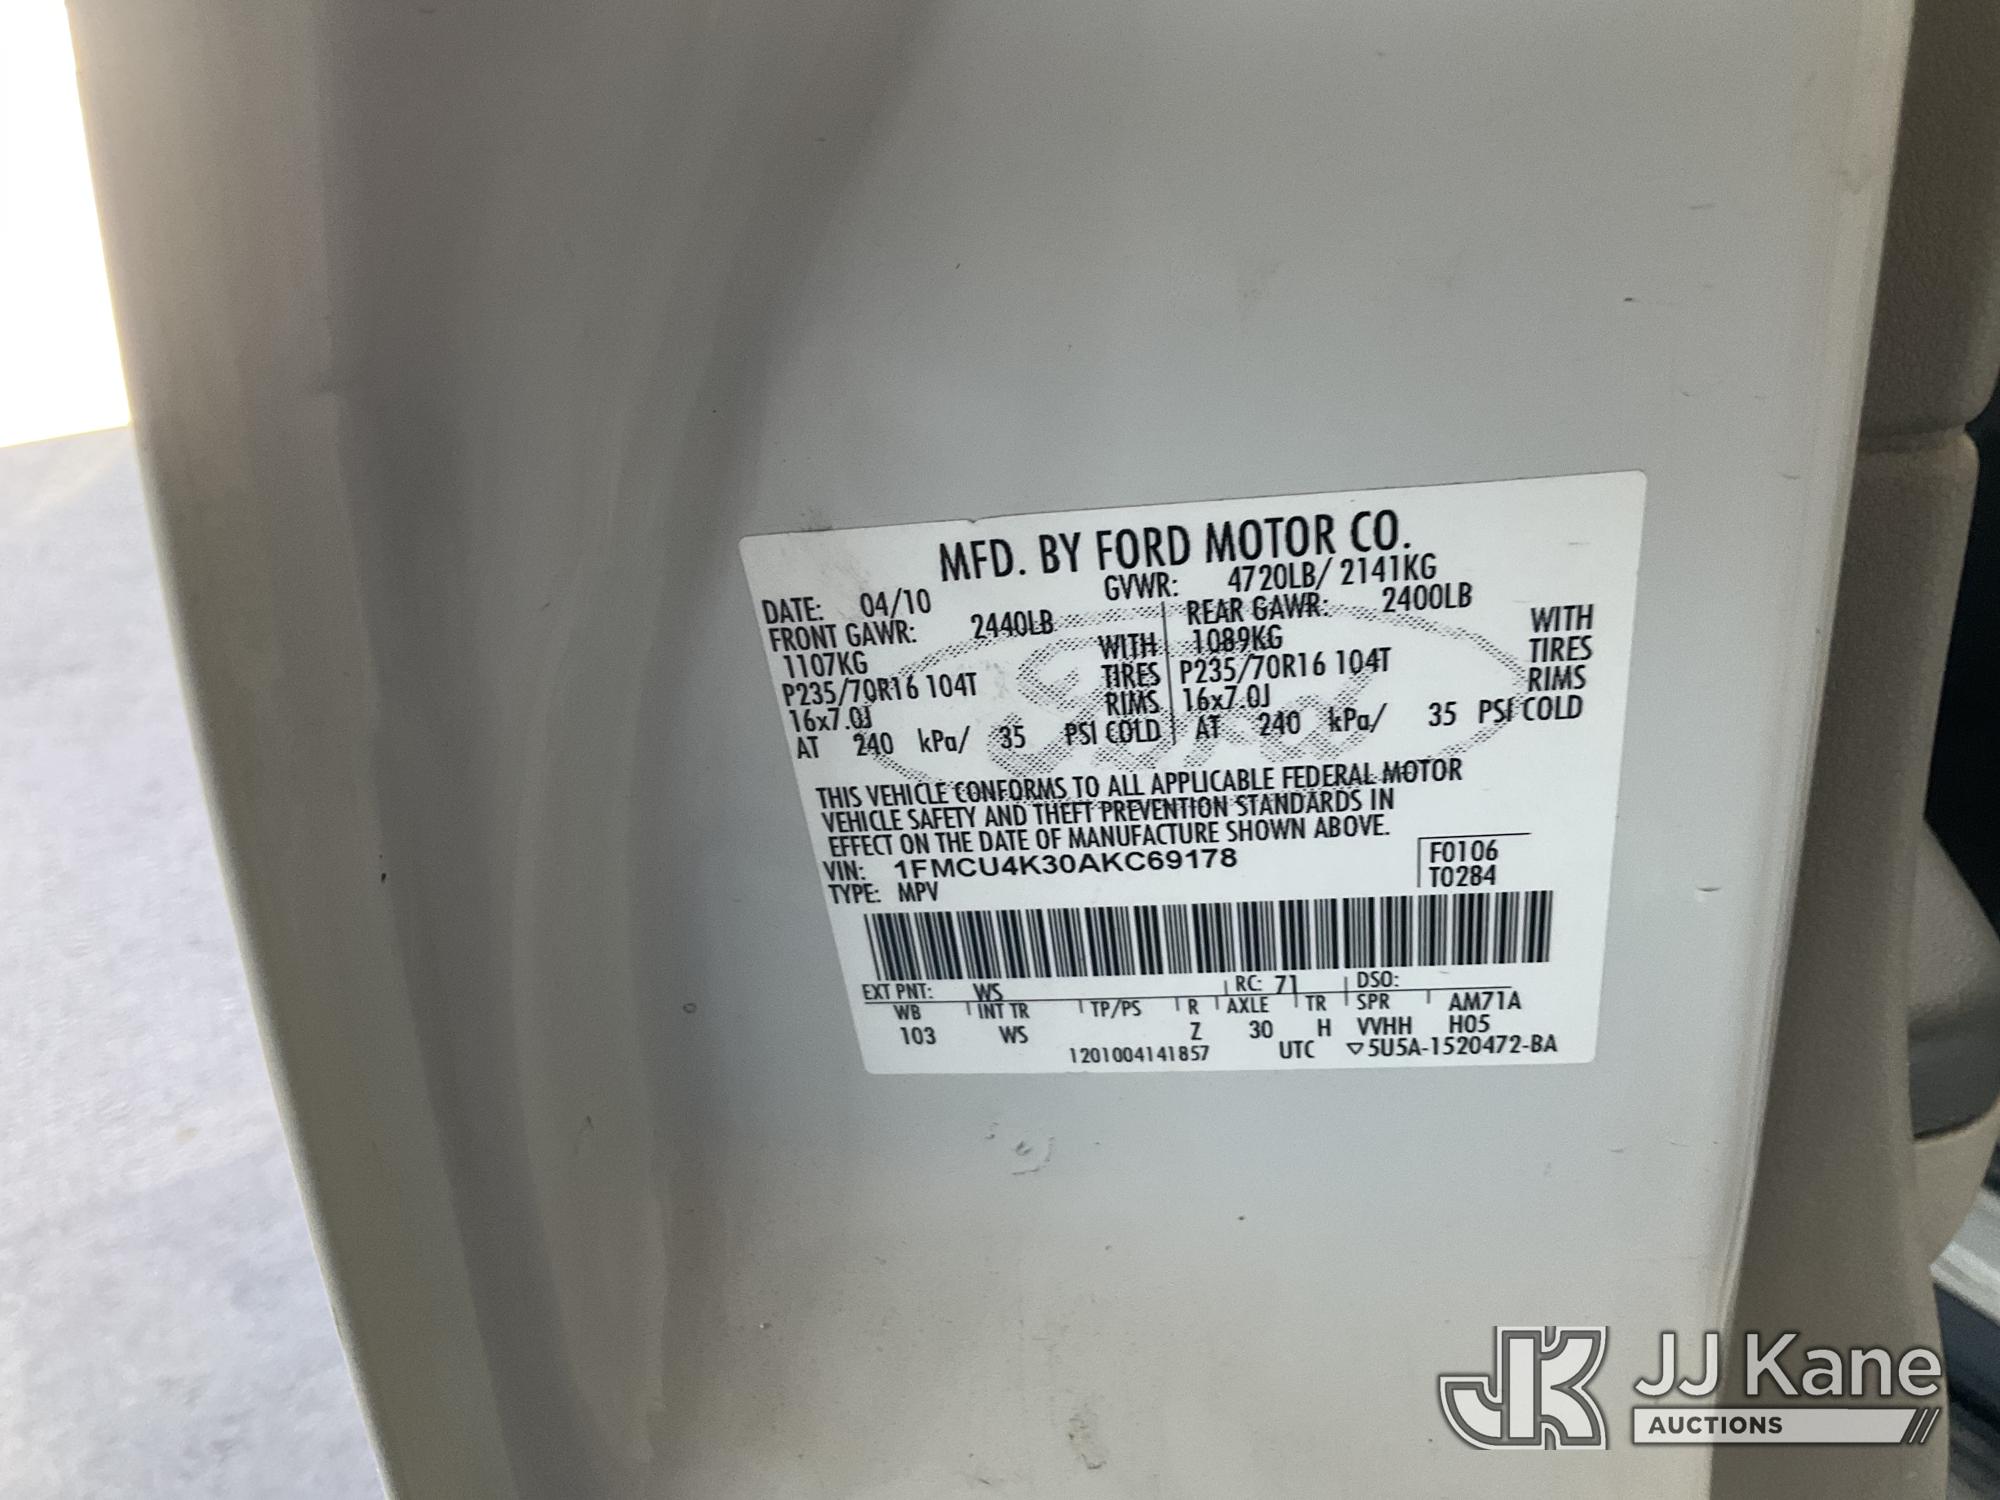 MFD. BY FORD MOTOR CO.
DATE: 04/10 GVWR: 4720LB/ 2141KG
FRONT GAWR: 2440LB REAR GAWR: 2400LB
1107KG WITH 1089KG WITH
P235/70R16 104T TIRES P235/70R16 104T TIRES
16x7.0J RIMS 16x7.0J RIMS
AT 240 kPa/ 35 PSI COLD AT 240 kPa/ 35 PSI COLD
THIS VEHICLE CONFORMS TO ALL APPLICABLE FEDERAL MOTOR
VEHICLE SAFETY AND THEFT PREVENTION STANDARDS IN
EFFECT ON THE DATE OF MANUFACTURE SHOWN ABOVE.
VIN: 1FMCU4K30AKC69178 F0106
TYPE: MPV T0284
EXT PNT: WS RC: 71 DSO:
WB INT TR TP/PS R AXLE TR SPR AM71A
103 WS Z 30 H VVHH H05
1201004141857 UTC ▽5U5A-1520472-BA
JK JJ Kane
AUCTIONS